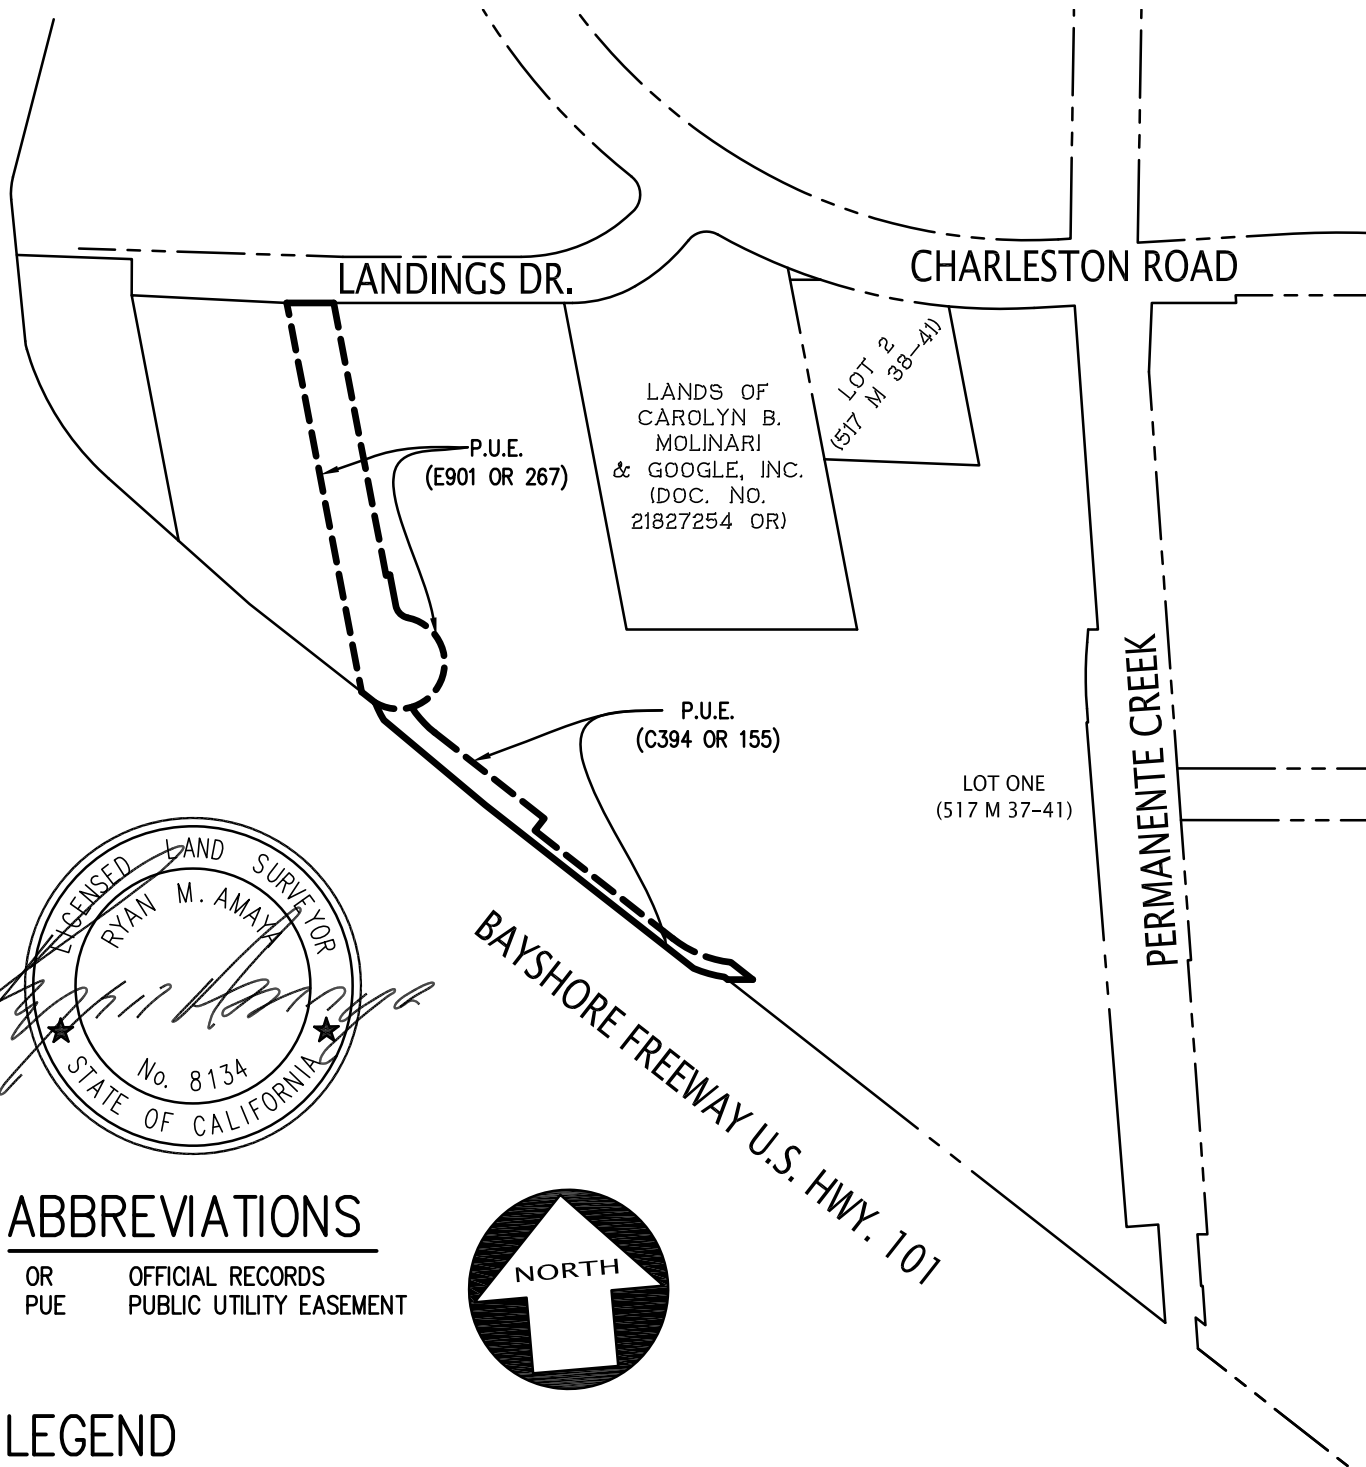 LANDINGS DR.
CHARLESTON ROAD
LANDS OF
CAROLYN B.
MOLINARI
& GOOGLE, INC.
(DOC. NO.
21827254 OR)
LOT 2
(517 M 38-41)
P.U.E.
(E901 OR 267)
P.U.E.
(C394 OR 155)
LOT ONE
(517 M 37-41)
PERMANENTE CREEK
BAYSHORE FREEWAY U.S. HWY. 101
LICENSED LAND SURVEYOR
RYAN M. AMAYA
No. 8134
STATE OF CALIFORNIA
ABBREVIATIONS
OR OFFICIAL RECORDS
PUE PUBLIC UTILITY EASEMENT
NORTH
LEGEND